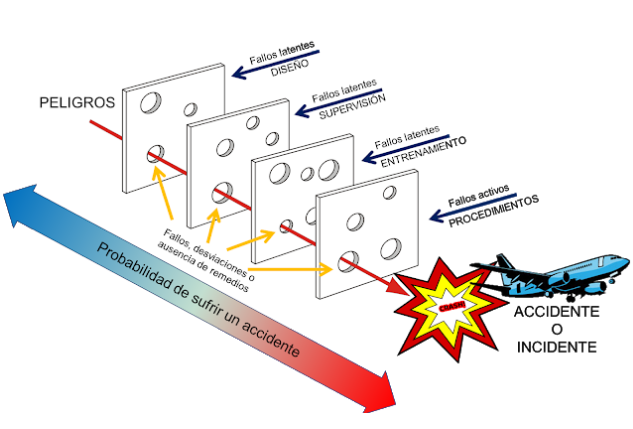 Fallos latentes
DISEÑO
Fallos latentes
SUPERVISIÓN
PELIGROS
Fallos latentes
ENTRENAMIENTO
Fallos activos
PROCEDIMIENTOS
Fallos, desviaciones o
ausencia de remedios
Probabilidad de sufrir un accidente
CRASH!
ACCIDENTE
O
INCIDENTE